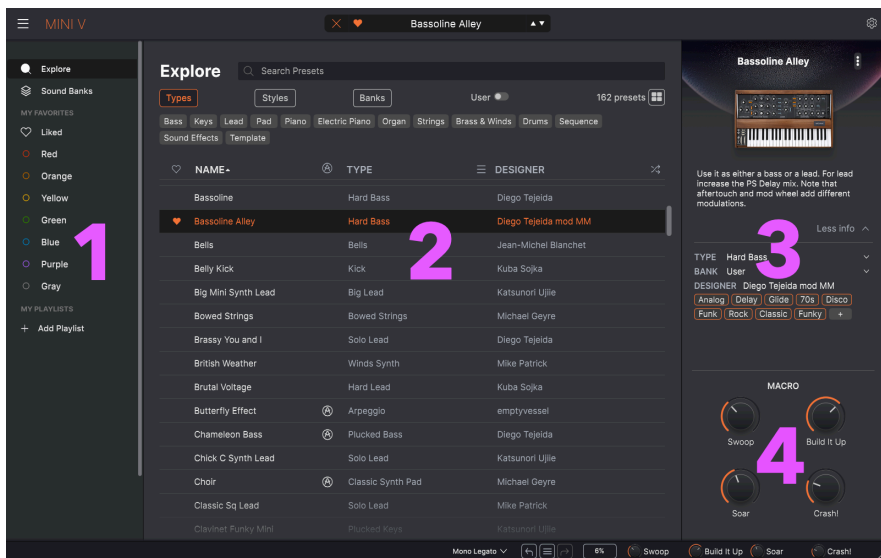 MINI V
Bassoline Alley
Explore
Sound Banks
MY FAVORITES
Liked
Red
Orange
Yellow
Green
Blue
Purple
Gray
MY PLAYLISTS
+ Add Playlist
1
Explore
Search Presets
Types Styles Banks User 162 presets
Bass Keys Lead Pad Piano Electric Piano Organ Strings Brass & Winds Drums Sequence
Sound Effects Template
NAME TYPE DESIGNER
Bassoline Hard Bass Diego Tejeida
Bassoline Alley Hard Bass Diego Tejeida mod MM
Bells Bells Jean-Michel Blanchet
Belly Kick Kick Kuba Sojka
Big Mini Synth Lead Big Lead Katsunori Ujiie
Bowed Strings Bowed Strings Michael Geyre
Brassy You and I Solo Lead Diego Tejeida
British Weather Winds Synth Mike Patrick
Brutal Voltage Hard Lead Kuba Sojka
Butterfly Effect Arpeggio emptyvessel
Chameleon Bass Plucked Bass Diego Tejeida
Chick C Synth Lead Solo Lead Katsunori Ujiie
Choir Classic Synth Pad Michael Geyre
Classic Sq Lead Solo Lead Mike Patrick
Clavinet Funky Mini Plucked Keys Katsunori Ujiie
2
Bassoline Alley
Use it as either a bass or a lead. For lead
increase the PS Delay mix. Note that
aftertouch and mod wheel add different
modulations.
Less info
3
TYPE Hard Bass
BANK User
DESIGNER Diego Tejeida mod MM
Analog Delay Glide 70s Disco
Funk Rock Classic Funky +
MACRO
Swoop Build It Up
4
Soar Crash!
Mono Legato 6% Swoop Build It Up Soar Crash!